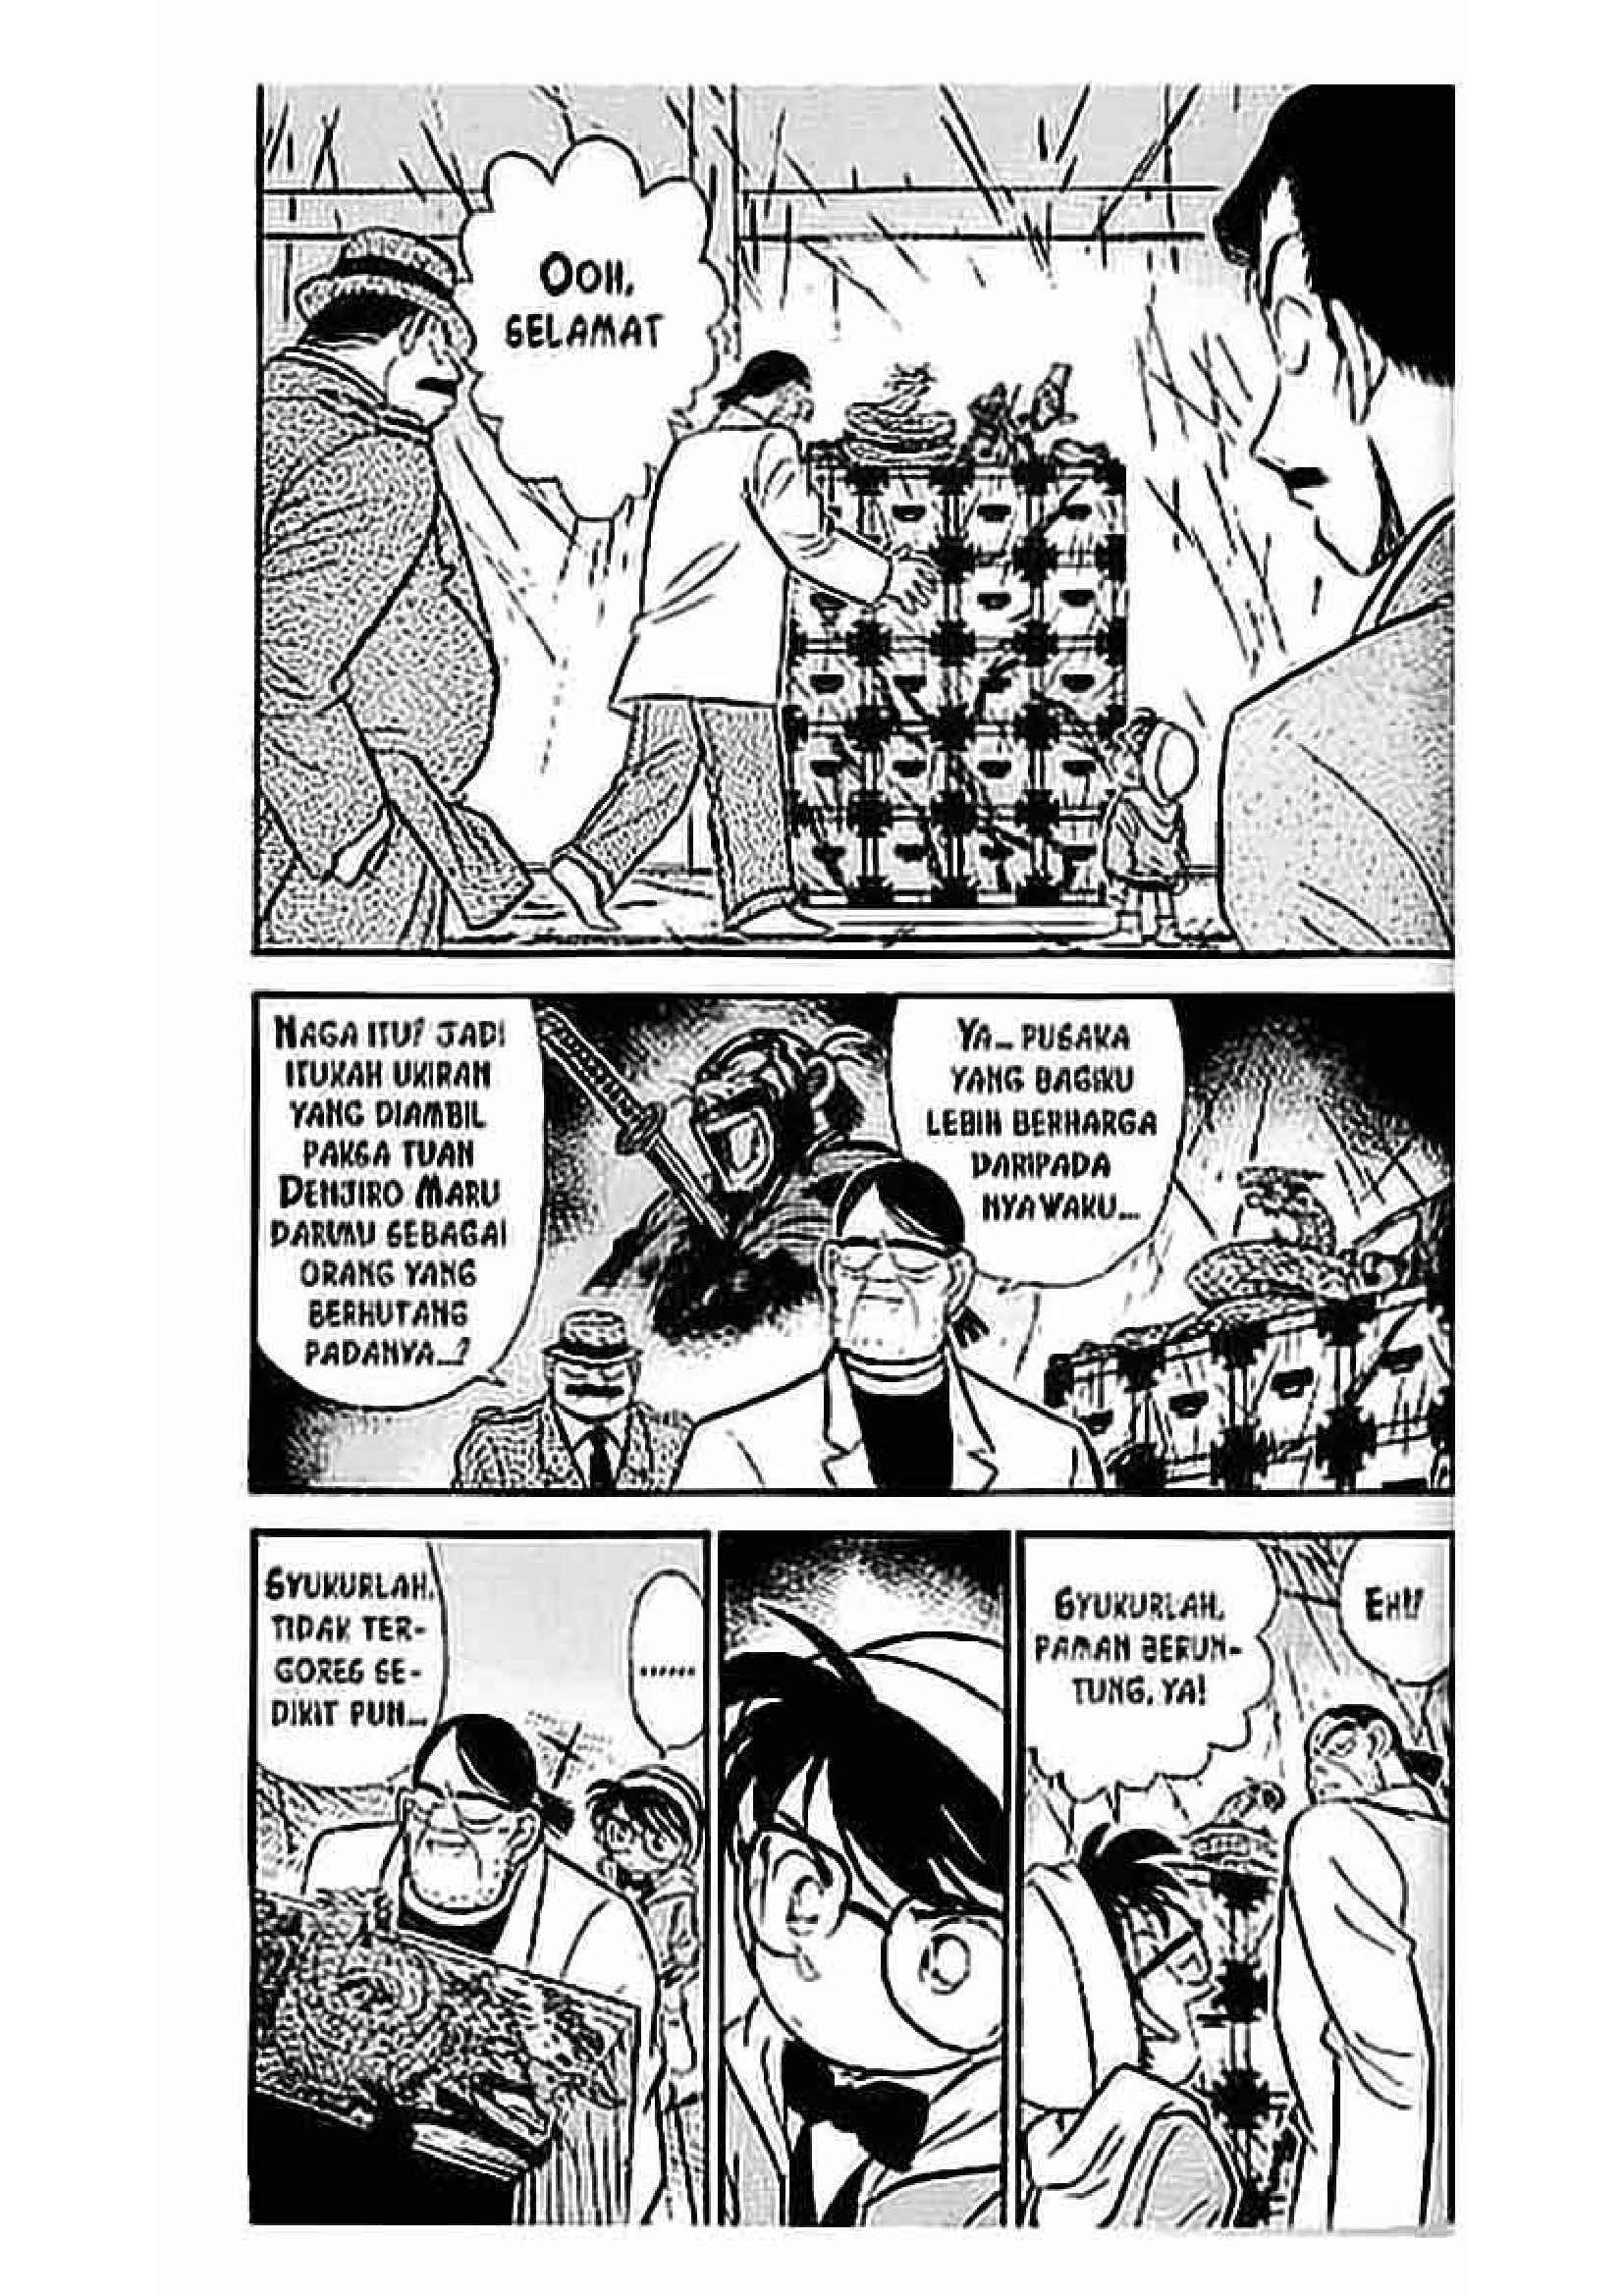 OOH,
SELAMAT
YA... PUSAKA
YANG BAGIKU
LEBIH BERHARGA
DARIPADA
NYAWAKU...
NAGA ITU? JADI
ITUKAH UKIRAN
YANG DIAMBIL
PAKSA TUAN
DENJIRO MARU
DARIMU SEBAGAI
ORANG YANG
BERHUTANG
PADANYA...?
EH!?
SYUKURLAH,
PAMAN BERUN-
TUNG, YA!
......
SYUKURLAH,
TIDAK TER-
GORES SE-
DIKIT PUN...